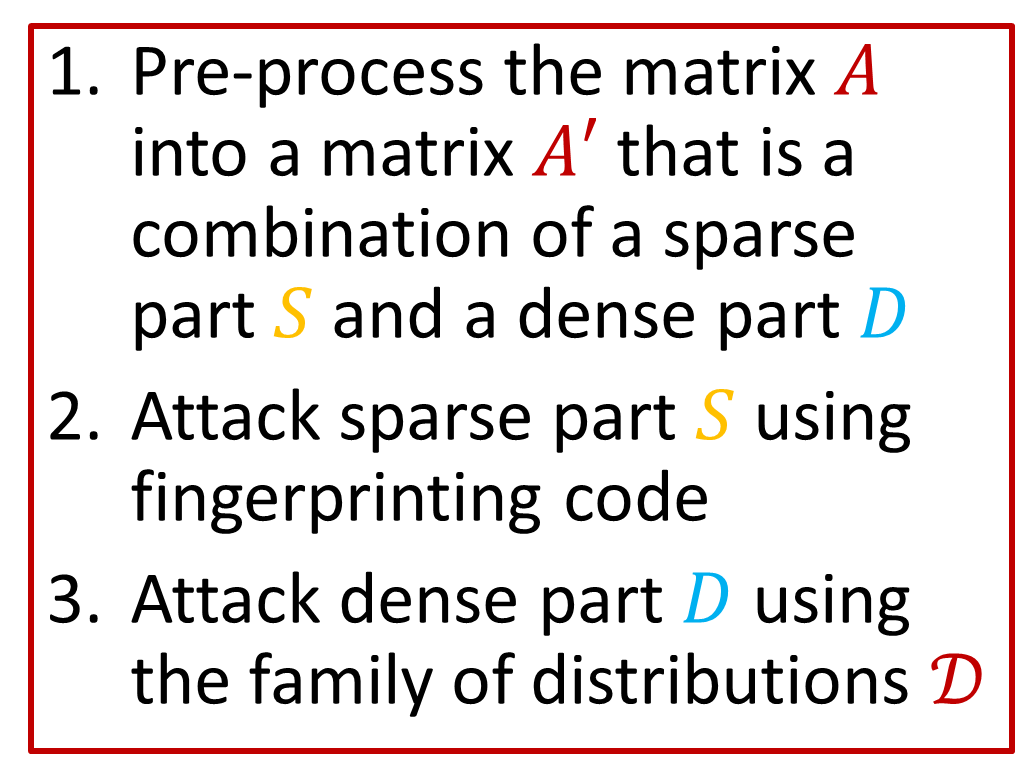 1. Pre-process the matrix A
into a matrix A′ that is a
combination of a sparse
part S and a dense part D
2. Attack sparse part S using
fingerprinting code
3. Attack dense part D using
the family of distributions 𝒟